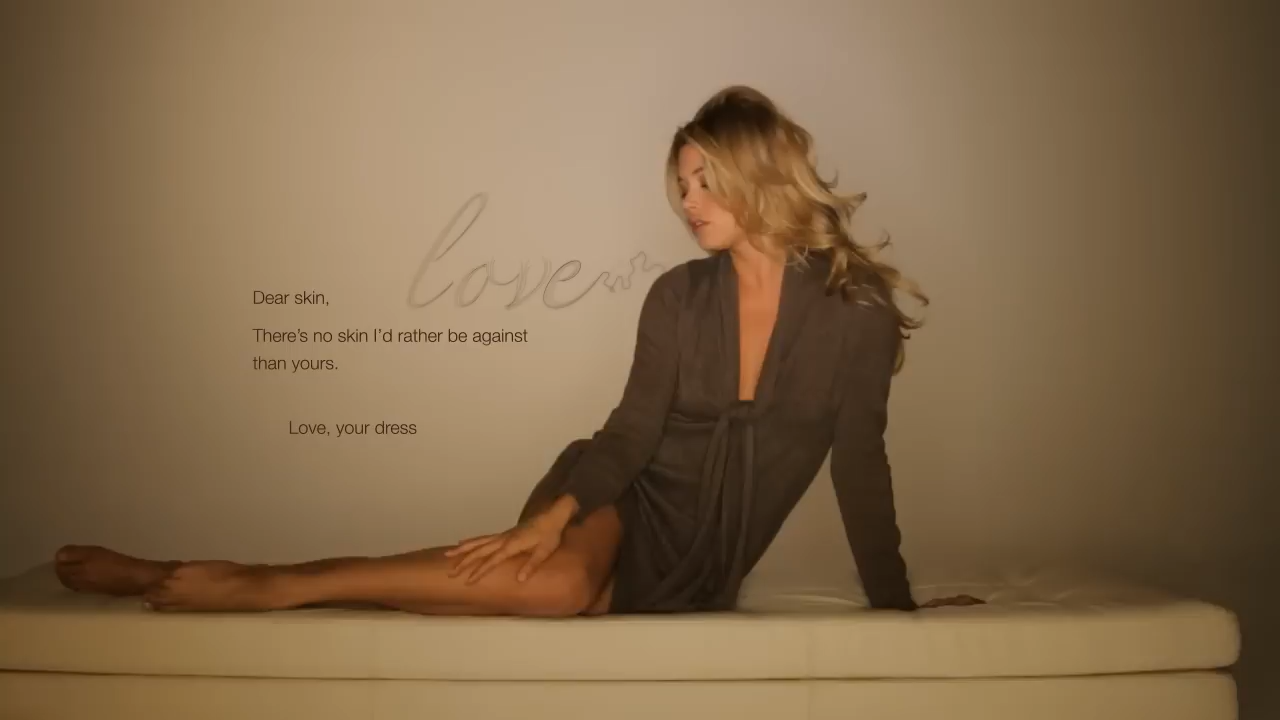 love
Dear skin,
There's no skin I'd rather be against
than yours.
Love, your dress